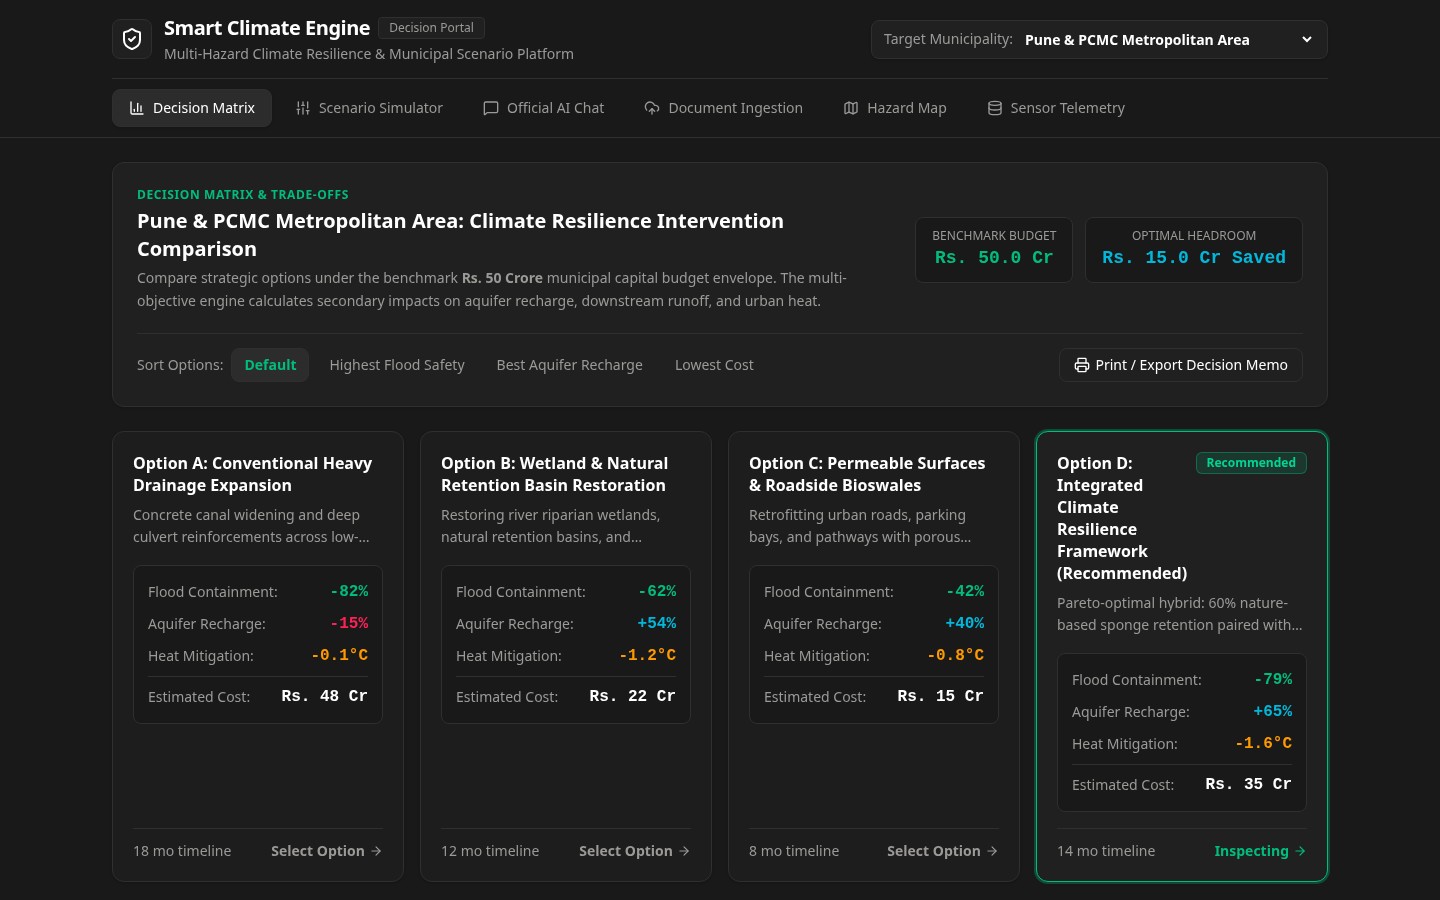 Smart Climate Engine Decision Portal
Multi-Hazard Climate Resilience & Municipal Scenario Platform
Target Municipality: Pune & PCMC Metropolitan Area
Decision Matrix Scenario Simulator Official AI Chat Document Ingestion Hazard Map Sensor Telemetry
DECISION MATRIX & TRADE-OFFS
Pune & PCMC Metropolitan Area: Climate Resilience Intervention
Comparison
Compare strategic options under the benchmark Rs. 50 Crore municipal capital budget envelope. The multi-
objective engine calculates secondary impacts on aquifer recharge, downstream runoff, and urban heat.
BENCHMARK BUDGET
Rs. 50.0 Cr
OPTIMAL HEADROOM
Rs. 15.0 Cr Saved
Sort Options: Default Highest Flood Safety Best Aquifer Recharge Lowest Cost
Print / Export Decision Memo
Option A: Conventional Heavy
Drainage Expansion
Concrete canal widening and deep
culvert reinforcements across low-...
Flood Containment: -82%
Aquifer Recharge: -15%
Heat Mitigation: -0.1°C
Estimated Cost: Rs. 48 Cr
18 mo timeline Select Option →
Option B: Wetland & Natural
Retention Basin Restoration
Restoring river riparian wetlands,
natural retention basins, and...
Flood Containment: -62%
Aquifer Recharge: +54%
Heat Mitigation: -1.2°C
Estimated Cost: Rs. 22 Cr
12 mo timeline Select Option →
Option C: Permeable Surfaces
& Roadside Bioswales
Retrofitting urban roads, parking
bays, and pathways with porous...
Flood Containment: -42%
Aquifer Recharge: +40%
Heat Mitigation: -0.8°C
Estimated Cost: Rs. 15 Cr
8 mo timeline Select Option →
Option D:
Integrated
Climate
Resilience
Framework
(Recommended)
Recommended
Pareto-optimal hybrid: 60% nature-
based sponge retention paired with...
Flood Containment: -79%
Aquifer Recharge: +65%
Heat Mitigation: -1.6°C
Estimated Cost: Rs. 35 Cr
14 mo timeline Inspecting →